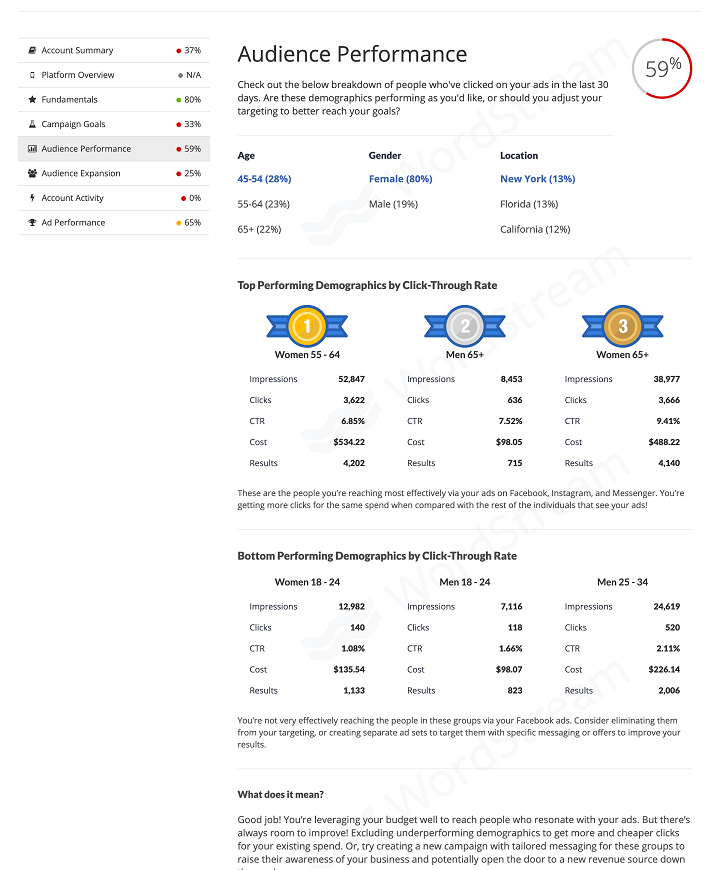 Account Summary 37%
Platform Overview N/A
Fundamentals 80%
Campaign Goals 33%
Audience Performance 59%
Audience Expansion 25%
Account Activity 0%
Ad Performance 65%
Audience Performance
59%
Check out the below breakdown of people who've clicked on your ads in the last 30
days. Are these demographics performing as you'd like, or should you adjust your
targeting to better reach your goals?
Age Gender Location
45-54 (28%) Female (80%) New York (13%)
55-64 (23%) Male (19%) Florida (13%)
65+ (22%) California (12%)
Top Performing Demographics by Click-Through Rate
1 2 3
Women 55 - 64 Men 65+ Women 65+
Impressions 52,847 Impressions 8,453 Impressions 38,977
Clicks 3,622 Clicks 636 Clicks 3,666
CTR 6.85% CTR 7.52% CTR 9.41%
Cost $534.22 Cost $98.05 Cost $488.22
Results 4,202 Results 715 Results 4,140
These are the people you're reaching most effectively via your ads on Facebook, Instagram, and Messenger. You're
getting more clicks for the same spend when compared with the rest of the individuals that see your ads!
Bottom Performing Demographics by Click-Through Rate
Women 18 - 24 Men 18 - 24 Men 25 - 34
Impressions 12,982 Impressions 7,116 Impressions 24,619
Clicks 140 Clicks 118 Clicks 520
CTR 1.08% CTR 1.66% CTR 2.11%
Cost $135.54 Cost $98.07 Cost $226.14
Results 1,133 Results 823 Results 2,006
You're not very effectively reaching the people in these groups via your Facebook ads. Consider eliminating them
from your targeting, or creating separate ad sets to target them with specific messaging or offers to improve your
results.
What does it mean?
Good job! You're leveraging your budget well to reach people who resonate with your ads. But there's
always room to improve! Excluding underperforming demographics to get more and cheaper clicks
for your existing spend. Or, try creating a new campaign with tailored messaging for these groups to
raise their awareness of your business and potentially open the door to a new revenue source down
WordStream
WordStream
WordStream
WordStream